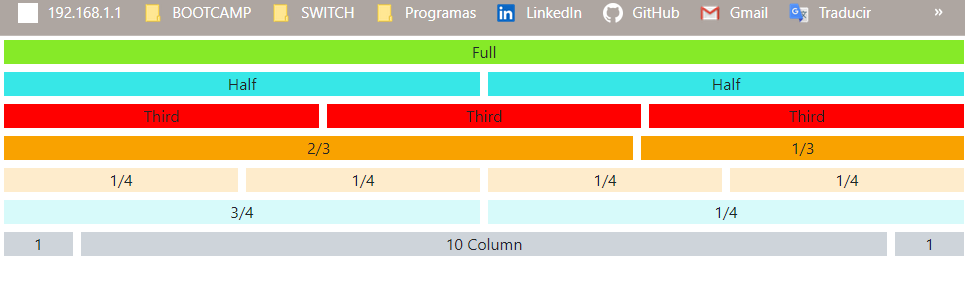 192.168.1.1 BOOTCAMP SWITCH Programas LinkedIn GitHub Gmail Traducir »
Full
Half Half
Third Third Third
2/3 1/3
1/4 1/4 1/4 1/4
3/4 1/4
1 10 Column 1